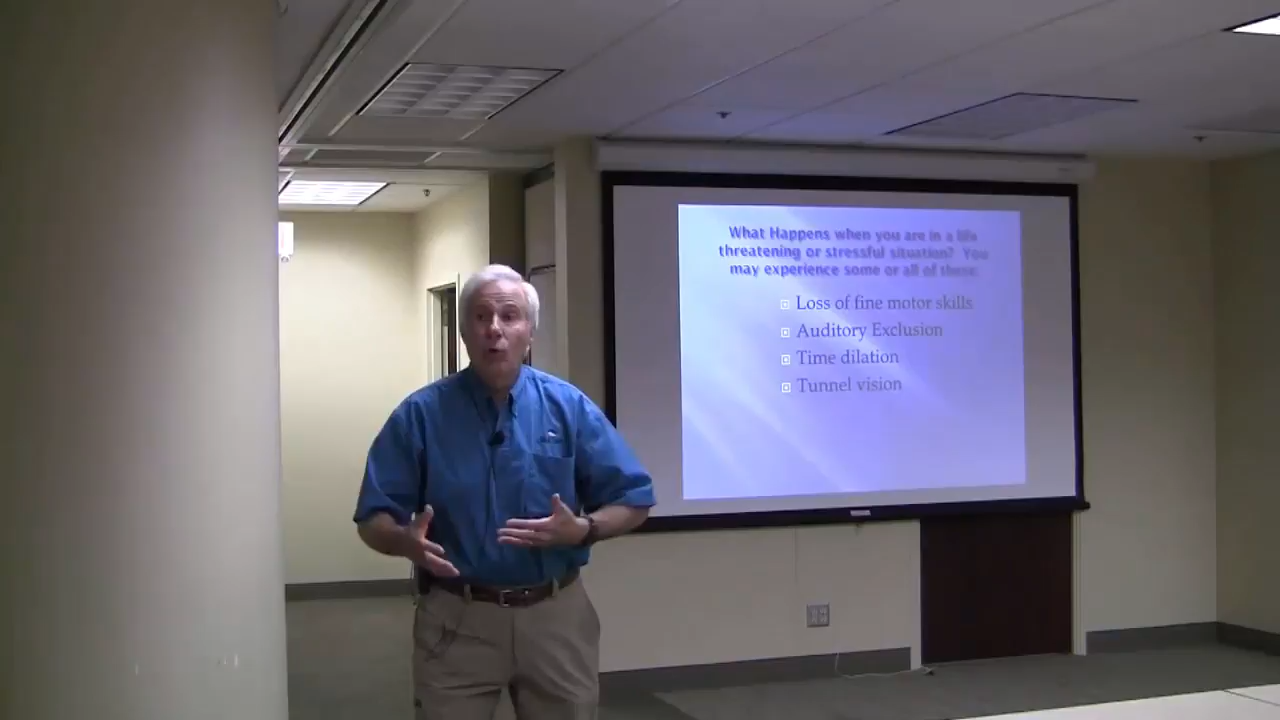 What Happens when you are in a life
threatening or stressful situation? You
may experience some or all of these:
Loss of fine motor skills
Auditory Exclusion
Time dilation
Tunnel vision